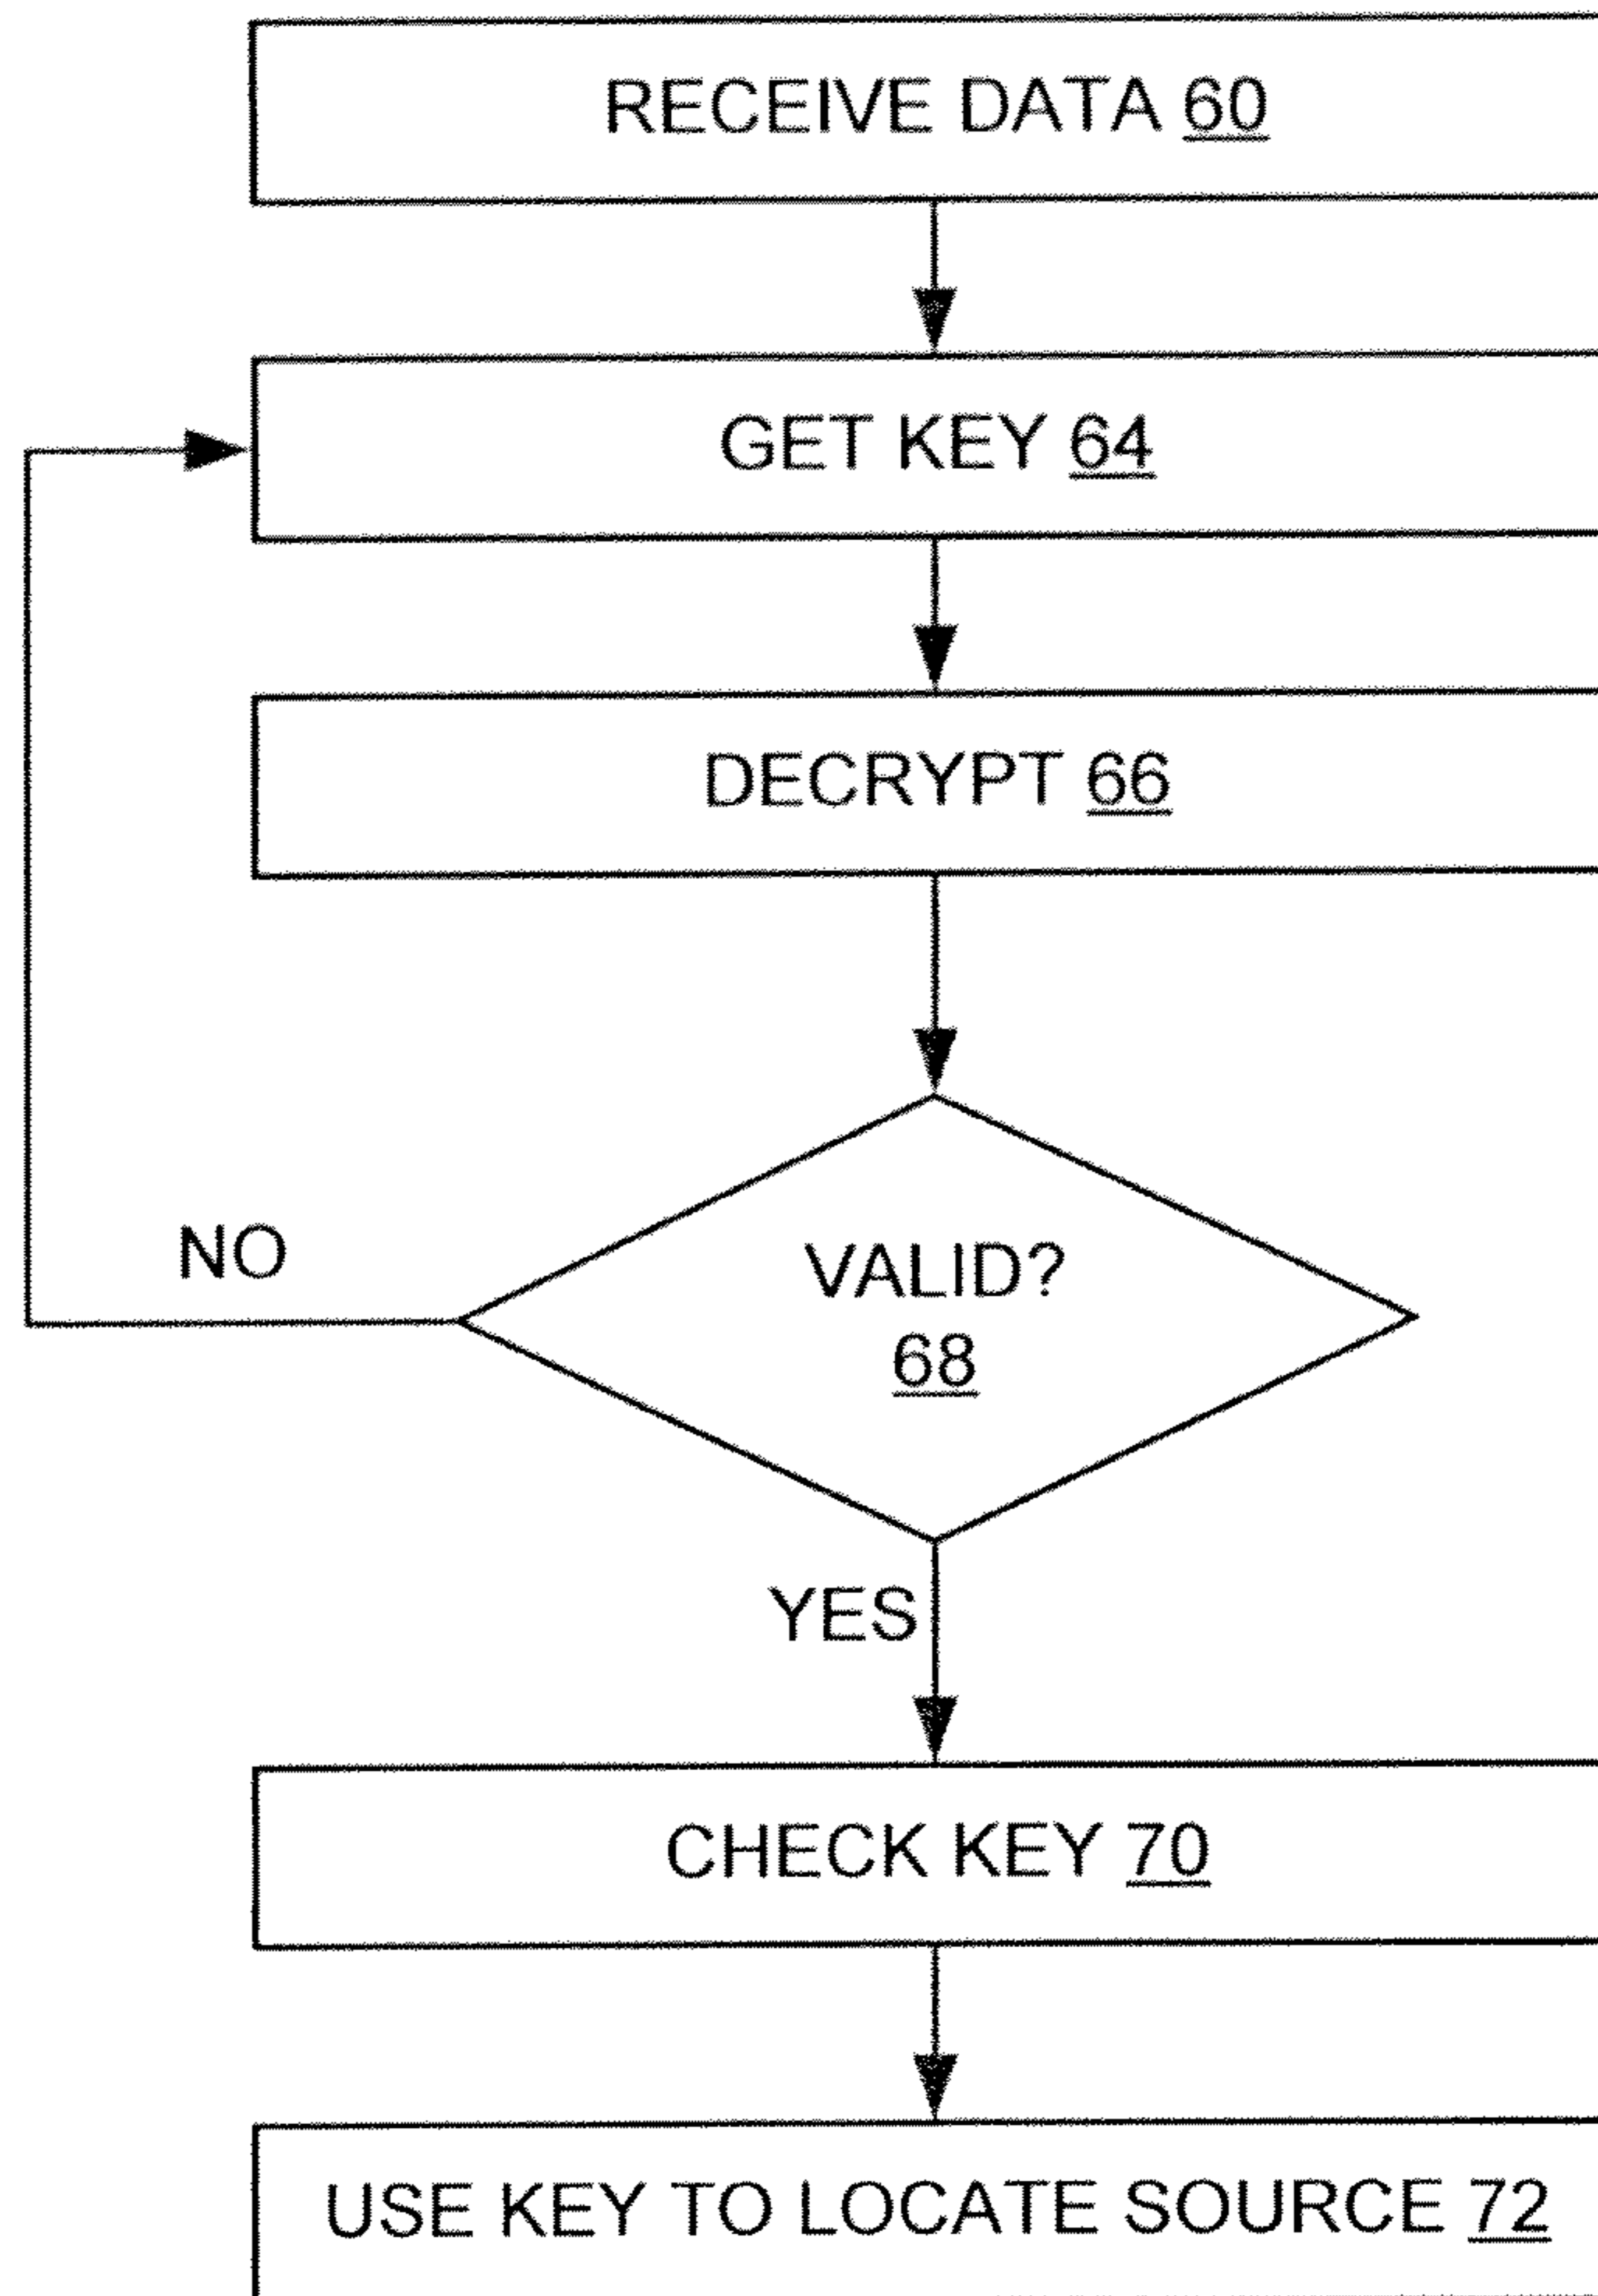 RECEIVE DATA 60
GET KEY 64
DECRYPT 66
NO
VALID?
68
YES
CHECK KEY 70
USE KEY TO LOCATE SOURCE 72